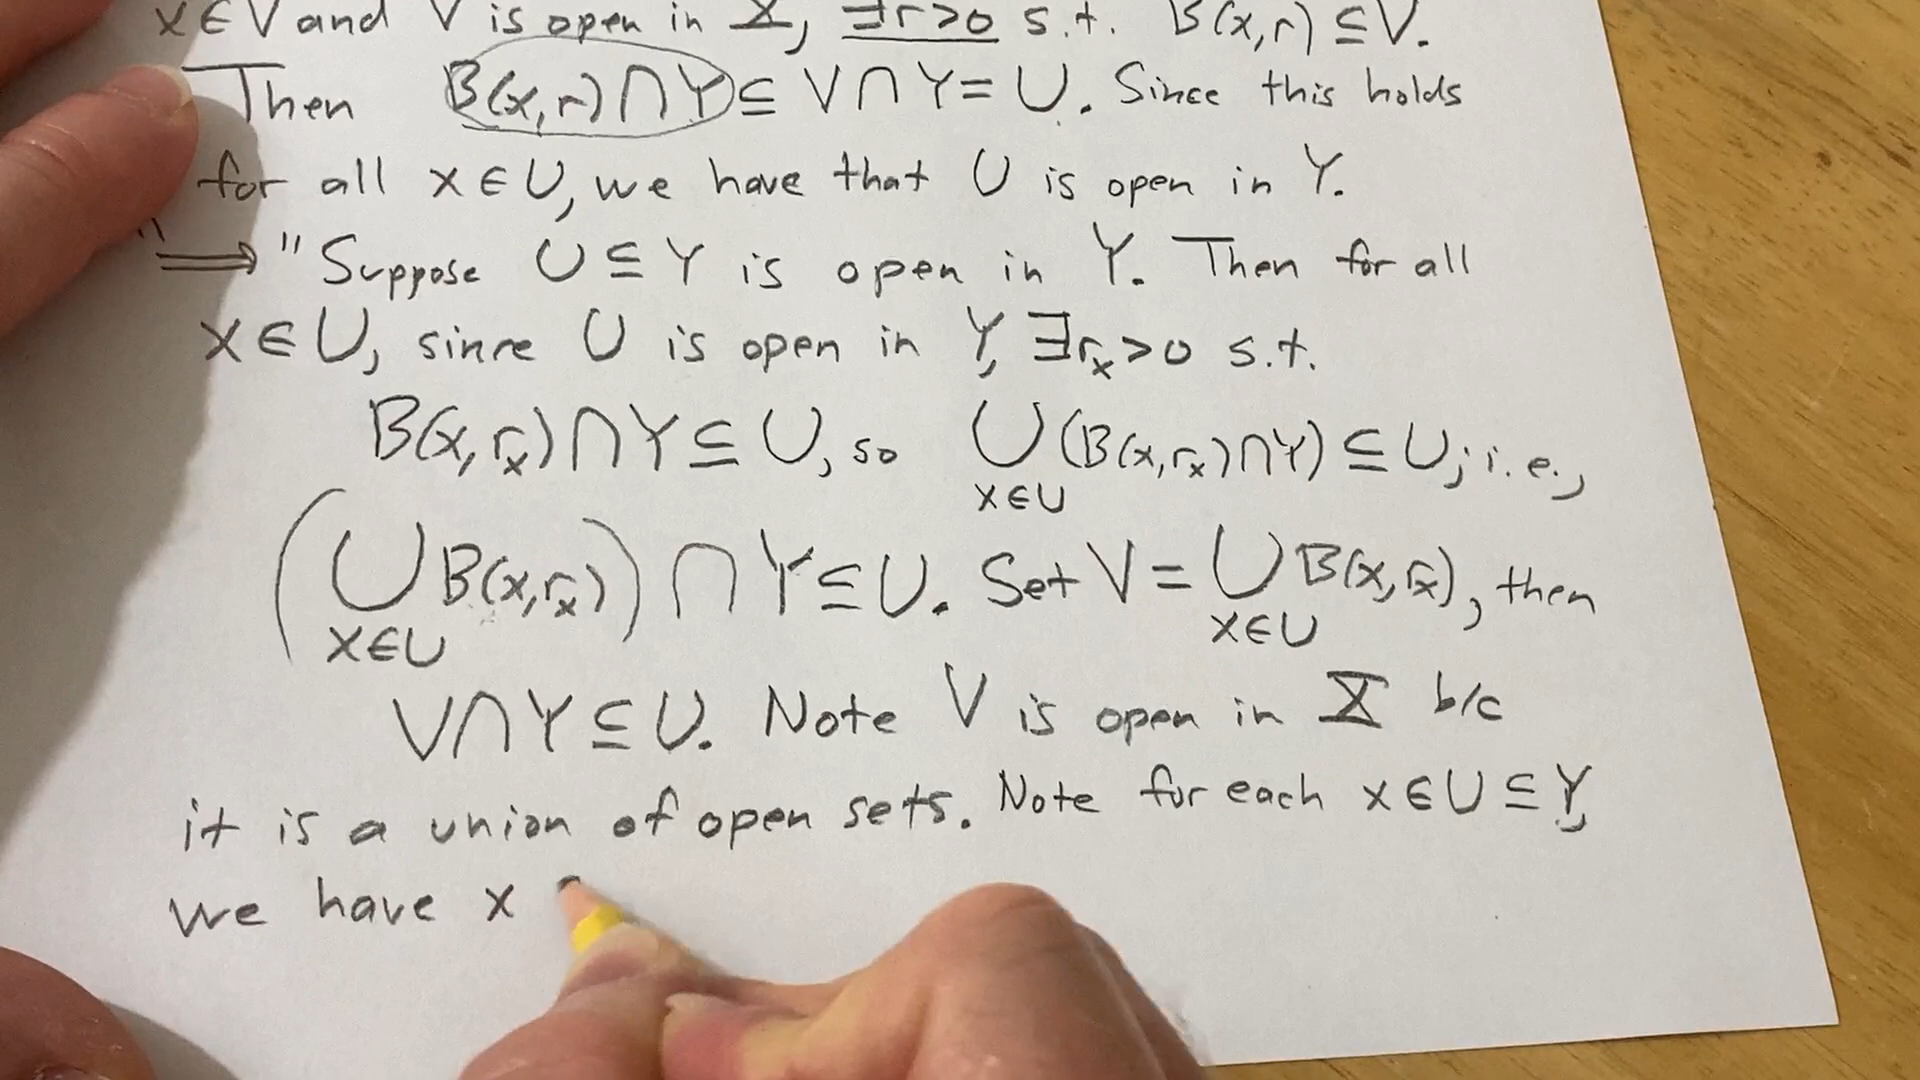 x∈V and V is open in X, ∃r>0 s.t. B(x,r)⊆V.
Then B(x,r)∩Y⊆V∩Y=U. Since this holds
for all x∈U, we have that U is open in Y.
"⟹" Suppose U⊆Y is open in Y. Then for all
x∈U, since U is open in Y, ∃rₓ>0 s.t.
B(x,rₓ)∩Y⊆U, so ⋃_{x∈U}(B(x,rₓ)∩Y)⊆U; i.e.,
(⋃_{x∈U}B(x,rₓ))∩Y⊆U. Set V=⋃_{x∈U}B(x,rₓ), then
V∩Y⊆U. Note V is open in X b/c
it is a union of open sets. Note for each x∈U⊆Y,
we have x